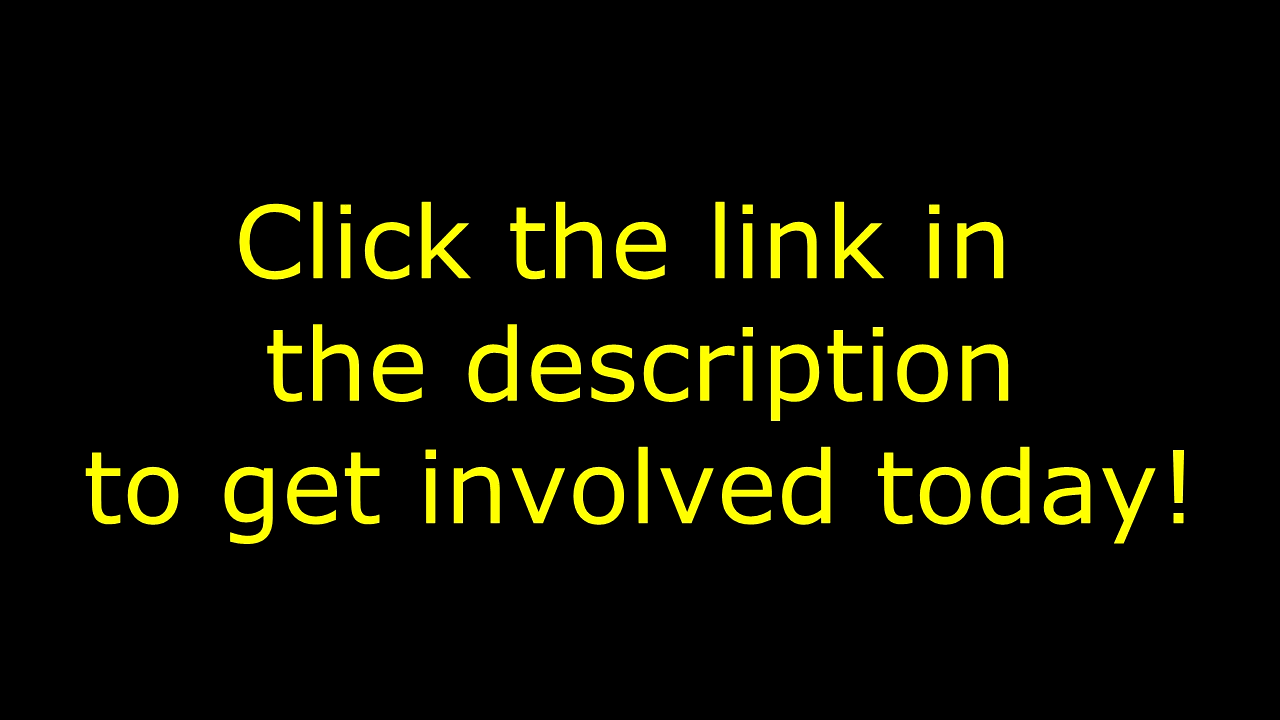 Click the link in
the description
to get involved today!